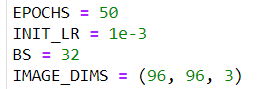 EPOCHS = 50
INIT_LR = 1e-3
BS = 32
IMAGE_DIMS = (96, 96, 3)